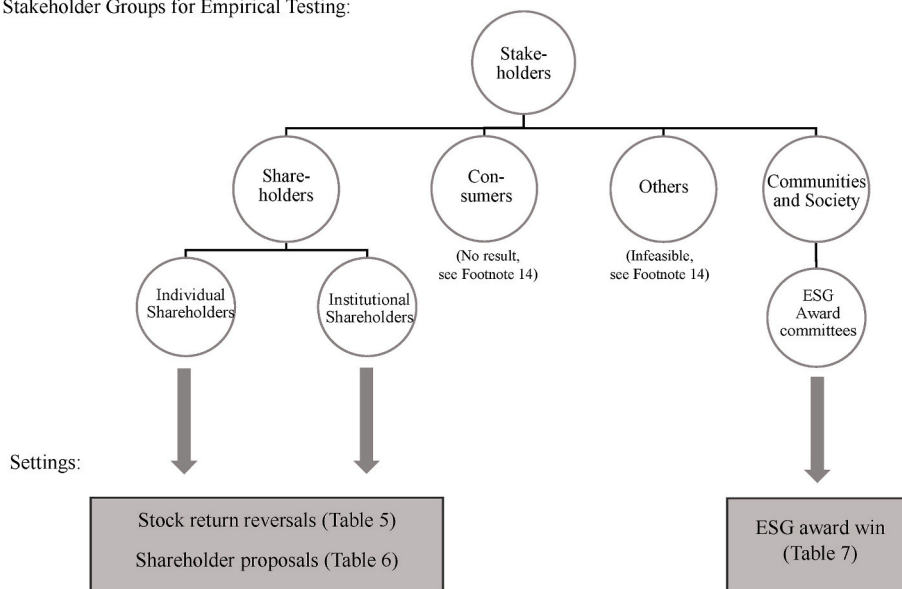 Stakeholder Groups for Empirical Testing:
Stake-
holders
Share-
holders
Con-
sumers
Others
Communities
and Society
(No result,
see Footnote 14)
(Infeasible,
see Footnote 14)
Individual
Shareholders
Institutional
Shareholders
ESG
Award
committees
Settings:
Stock return reversals (Table 5)
Shareholder proposals (Table 6)
ESG award win
(Table 7)